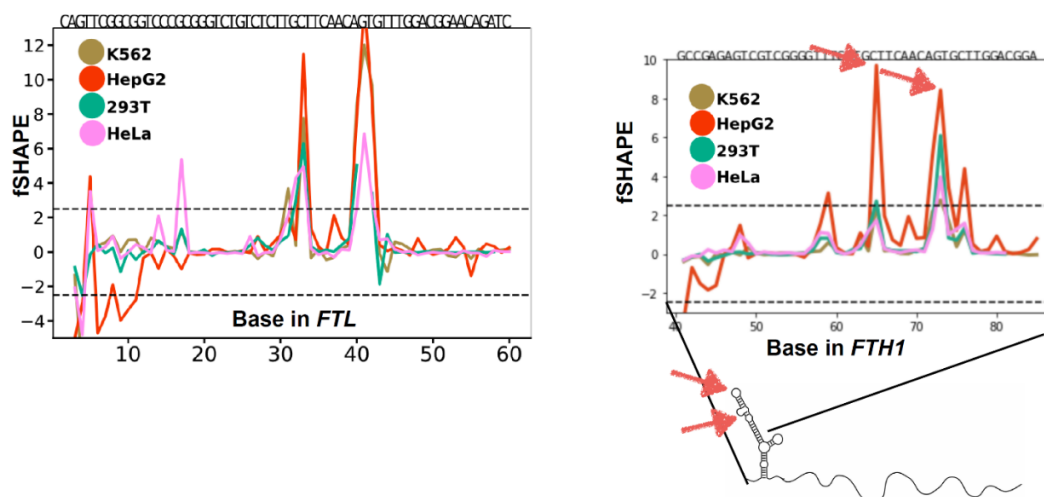 CAGTTCGGCGGTCCCGCGGGTCTGTCTCTTGCTTCAACAGTGTTTGGACGGAACAGATC
12
10
8
6
4
2
0
−2
−4
fSHAPE
K562
HepG2
293T
HeLa
10
20
30
40
50
60
Base in FTL
GCCGAGAGTCGTCGGGGTT
GCTTCAACAGTGCTTGGACGGA
10
8
6
4
2
0
−2
fSHAPE
K562
HepG2
293T
HeLa
40
50
60
70
80
Base in FTH1